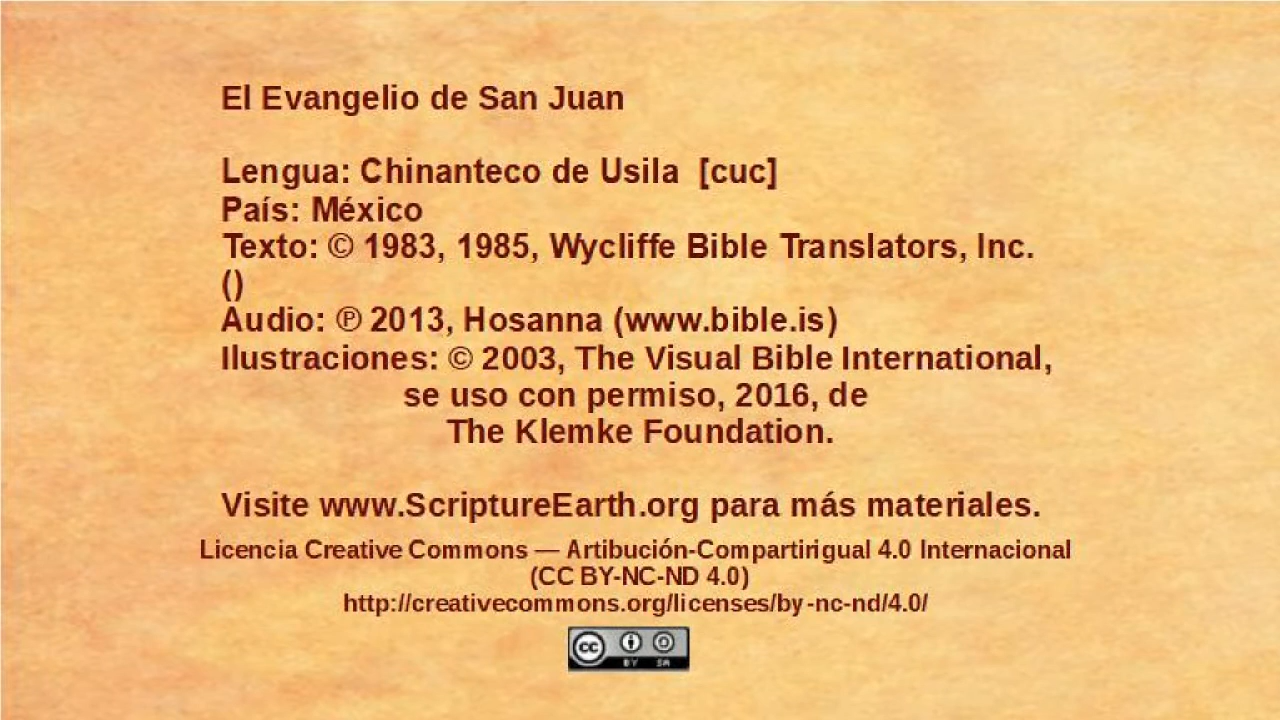 El Evangelio de San Juan
Lengua: Chinanteco de Usila [cuc]
País: México
Texto: © 1983, 1985, Wycliffe Bible Translators, Inc.
()
Audio: ℗ 2013, Hosanna (www.bible.is)
Ilustraciones: © 2003, The Visual Bible International,
se uso con permiso, 2016, de
The Klemke Foundation.
Visite www.ScriptureEarth.org para más materiales.
Licencia Creative Commons — Artibución-Compartirigual 4.0 Internacional
(CC BY-NC-ND 4.0)
http://creativecommons.org/licenses/by-nc-nd/4.0/
cc BY SA